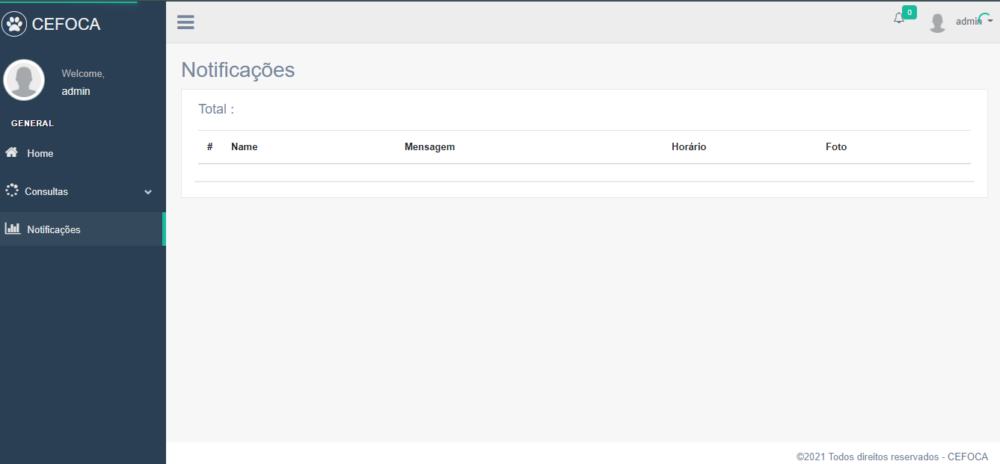 CEFOCA
0
admin
Welcome,
admin
GENERAL
Home
Consultas
Notificações
Notificações
Total :
# Name Mensagem Horário Foto
©2021 Todos direitos reservados - CEFOCA